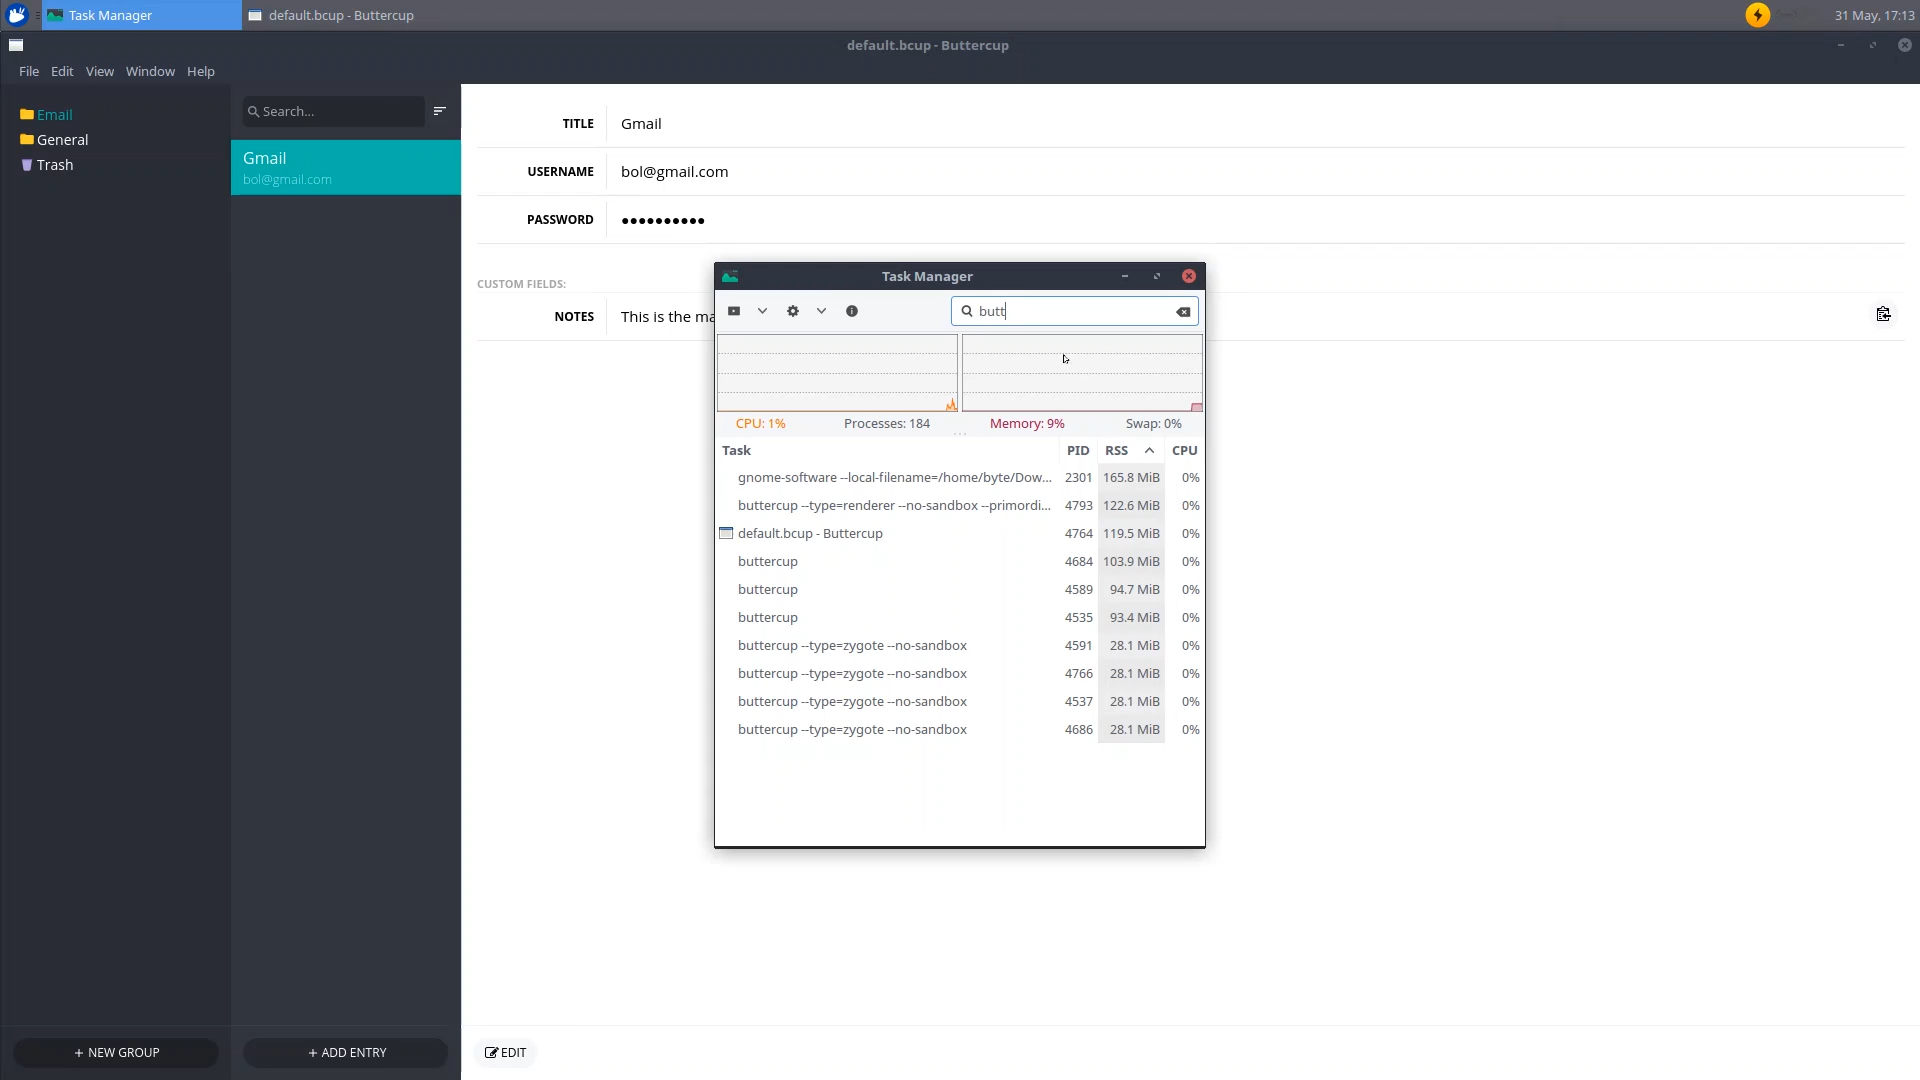 Task Manager
default.bcup - Buttercup
31 May, 17:13
default.bcup - Buttercup
File Edit View Window Help
Email
General
Trash
Search...
Gmail
bol@gmail.com
TITLE Gmail
USERNAME bol@gmail.com
PASSWORD ●●●●●●●●●●
CUSTOM FIELDS:
NOTES This is the ma
Task Manager
butt
CPU: 1% Processes: 184 Memory: 9% Swap: 0%
Task PID RSS CPU
gnome-software --local-filename=/home/byte/Dow... 2301 165.8 MiB 0%
buttercup --type=renderer --no-sandbox --primordi... 4793 122.6 MiB 0%
default.bcup - Buttercup 4764 119.5 MiB 0%
buttercup 4684 103.9 MiB 0%
buttercup 4589 94.7 MiB 0%
buttercup 4535 93.4 MiB 0%
buttercup --type=zygote --no-sandbox 4591 28.1 MiB 0%
buttercup --type=zygote --no-sandbox 4766 28.1 MiB 0%
buttercup --type=zygote --no-sandbox 4537 28.1 MiB 0%
buttercup --type=zygote --no-sandbox 4686 28.1 MiB 0%
+ NEW GROUP
+ ADD ENTRY
EDIT